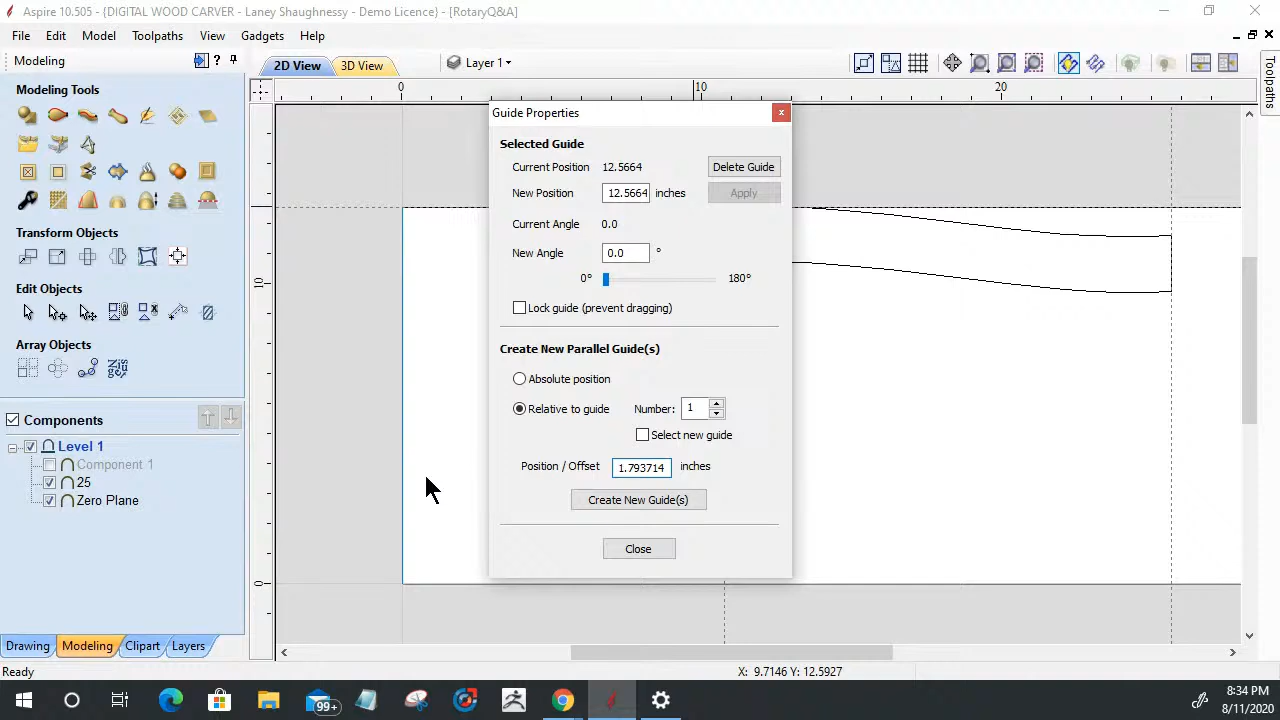 Aspire 10.505 - {DIGITAL WOOD CARVER - Laney Shaughnessy - Demo Licence} - [RotaryQ&A]
File Edit Model Toolpaths View Gadgets Help
Modeling ?
2D View 3D View Layer 1
Toolpaths
0 10 20
Modeling Tools
Transform Objects
Edit Objects
Array Objects
Components
Level 1
Component 1
25
Zero Plane
Drawing Modeling Clipart Layers
10
0
Guide Properties
Selected Guide
Current Position 12.5664 Delete Guide
New Position 12.5664 inches Apply
Current Angle 0.0
New Angle 0.0 °
0° 180°
Lock guide (prevent dragging)
Create New Parallel Guide(s)
Absolute position
Relative to guide Number: 1
Select new guide
Position / Offset 1.793714 inches
Create New Guide(s)
Close
Ready X: 9.7146 Y: 12.5927
99+
8:34 PM
8/11/2020